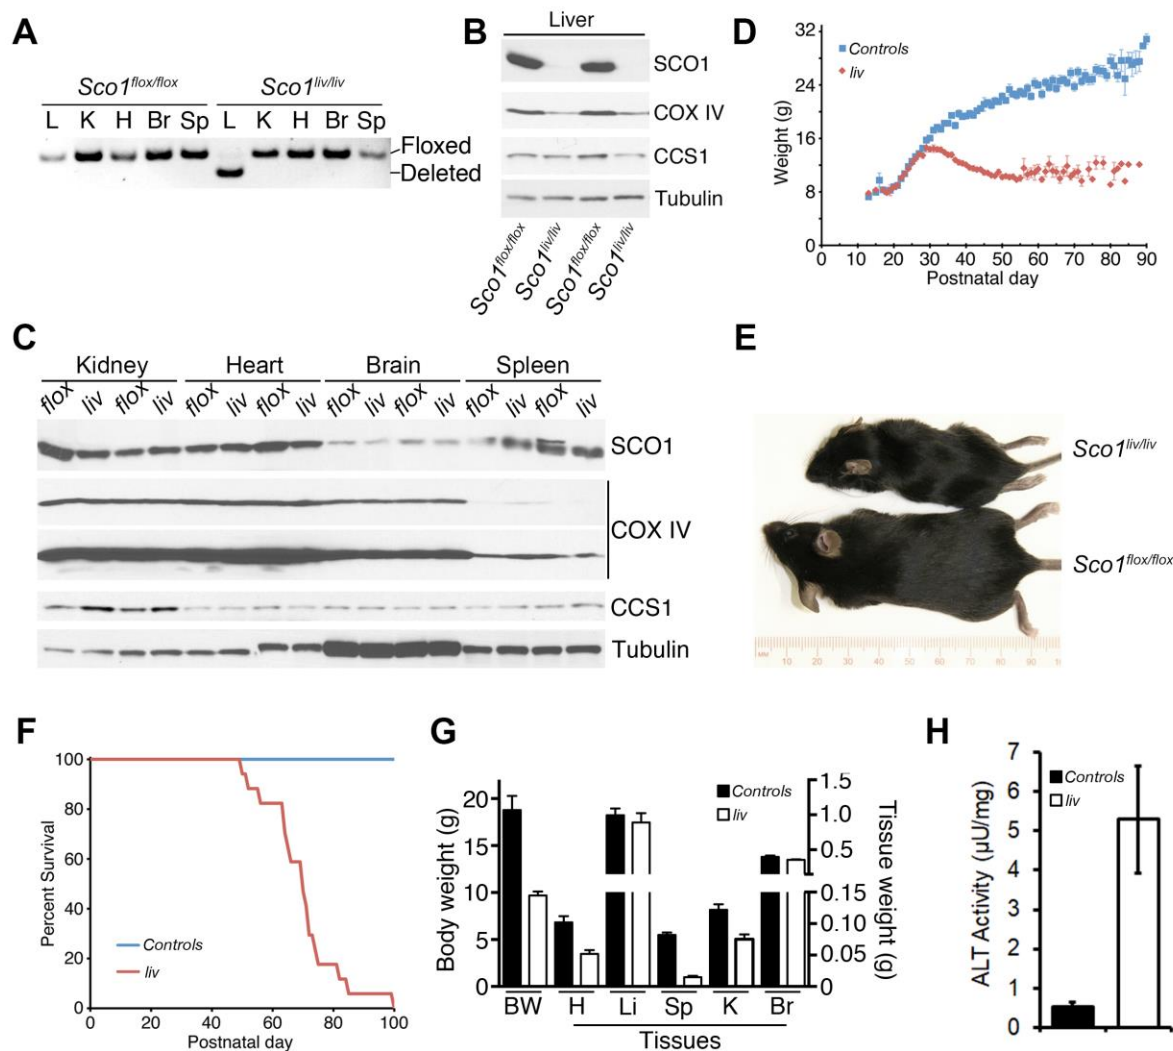 A
Sco1flox/flox Sco1liv/liv
L K H Br Sp L K H Br Sp
Floxed
Deleted
B
Liver
SCO1
COX IV
CCS1
Tubulin
Sco1flox/flox Sco1liv/liv Sco1flox/flox Sco1liv/liv
C
Kidney Heart Brain Spleen
flox liv flox liv flox liv flox liv flox liv flox liv flox liv flox liv
SCO1
COX IV
CCS1
Tubulin
D
Controls
liv
Weight (g)
32
24
16
8
0
0 10 20 30 40 50 60 70 80 90
Postnatal day
E
Sco1liv/liv
Sco1flox/flox
MM 10 20 30 40 50 60 70 80 90
F
Percent Survival
100
80
60
40
20
0
0 20 40 60 80 100
Controls
liv
Postnatal day
G
Controls
liv
Body weight (g)
20
15
10
5
0
Tissue weight (g)
1.5
1.0
0.5
0.15
0.10
0.05
0
BW H Li Sp K Br
Tissues
H
Controls
liv
ALT Activity (µU/mg)
7
6
5
4
3
2
1
0